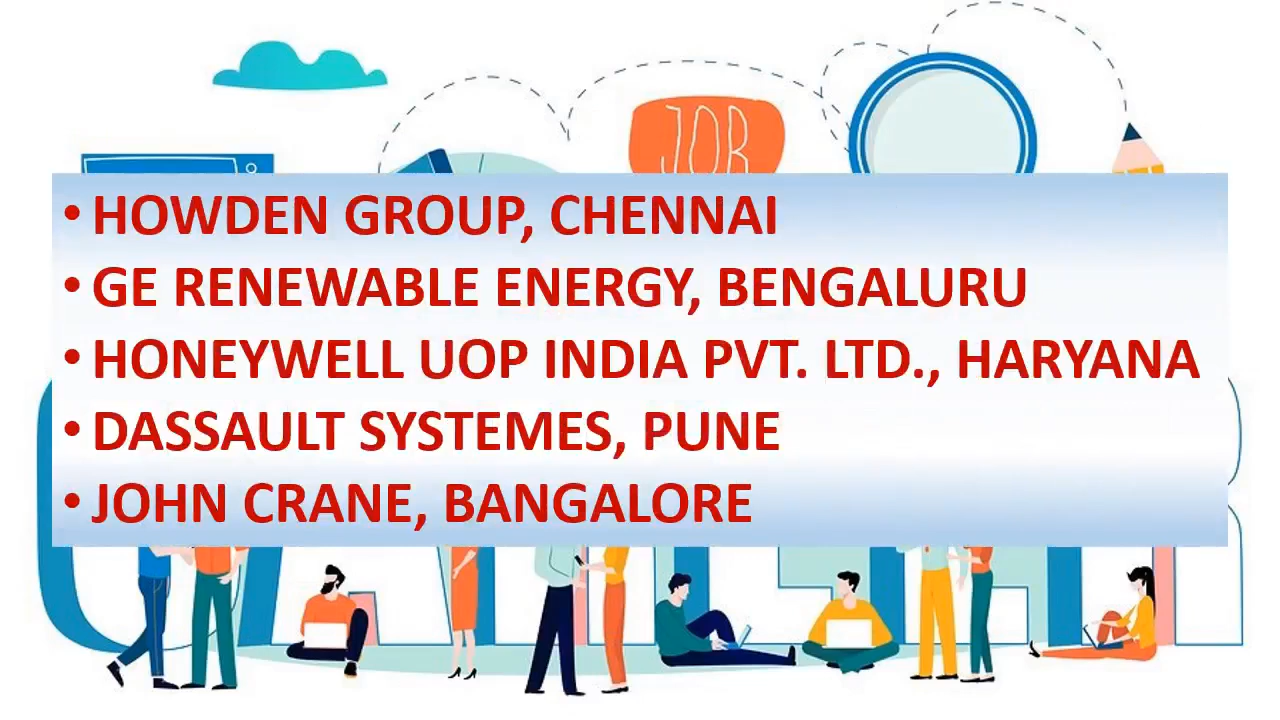 JOB
• HOWDEN GROUP, CHENNAI
• GE RENEWABLE ENERGY, BENGALURU
• HONEYWELL UOP INDIA PVT. LTD., HARYANA
• DASSAULT SYSTEMES, PUNE
• JOHN CRANE, BANGALORE